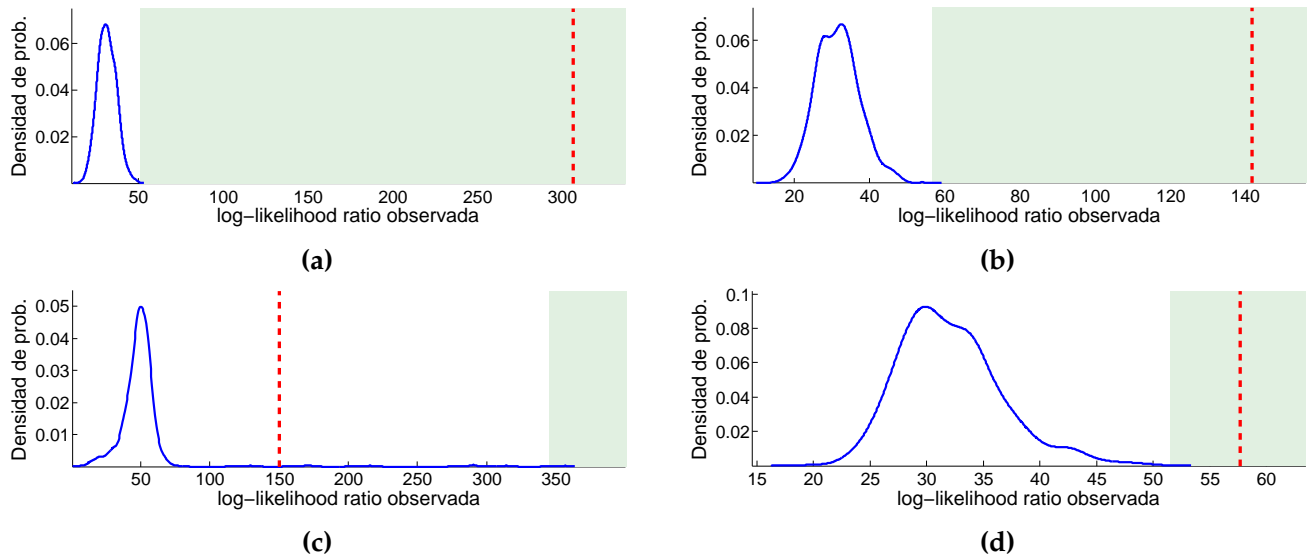 Densidad de prob.
0.06
0.04
0.02
50 100 150 200 250 300
log−likelihood ratio observada
(a)
Densidad de prob.
0.06
0.04
0.02
20 40 60 80 100 120 140
log−likelihood ratio observada
(b)
Densidad de prob.
0.05
0.04
0.03
0.02
0.01
50 100 150 200 250 300 350
log−likelihood ratio observada
(c)
Densidad de prob.
0.1
0.08
0.06
0.04
0.02
15 20 25 30 35 40 45 50 55 60
log−likelihood ratio observada
(d)